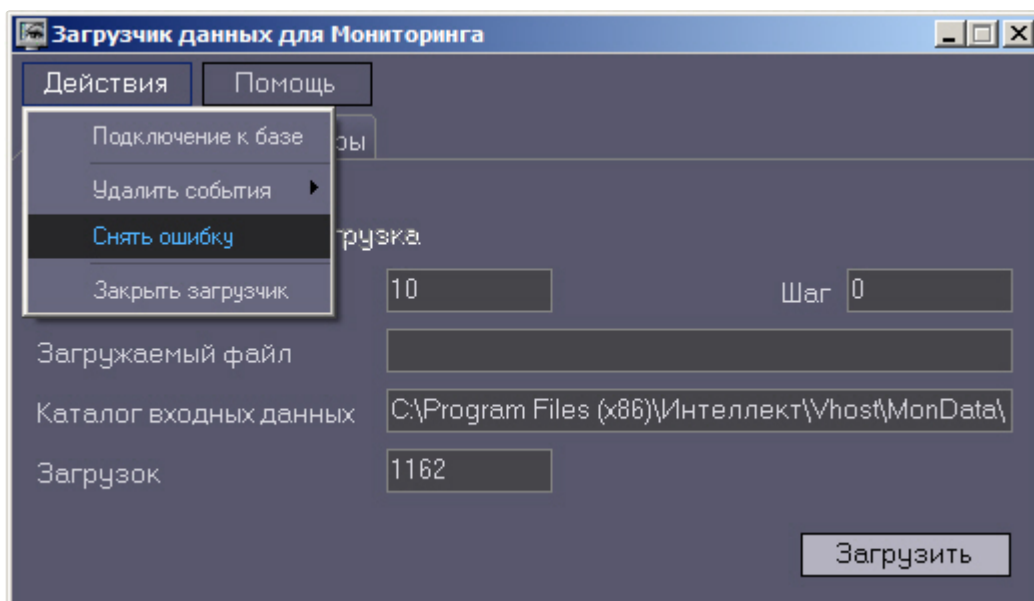 Загрузчик данных для Мониторинга
Действия Помощь
Подключение к базе
Удалить события
Снять ошибку
Закрыть загрузчик
10 Шаг 0
Загружаемый файл
Каталог входных данных C:\Program Files (x86)\Интеллект\Vhost\MonData\
Загрузок 1162
Загрузить